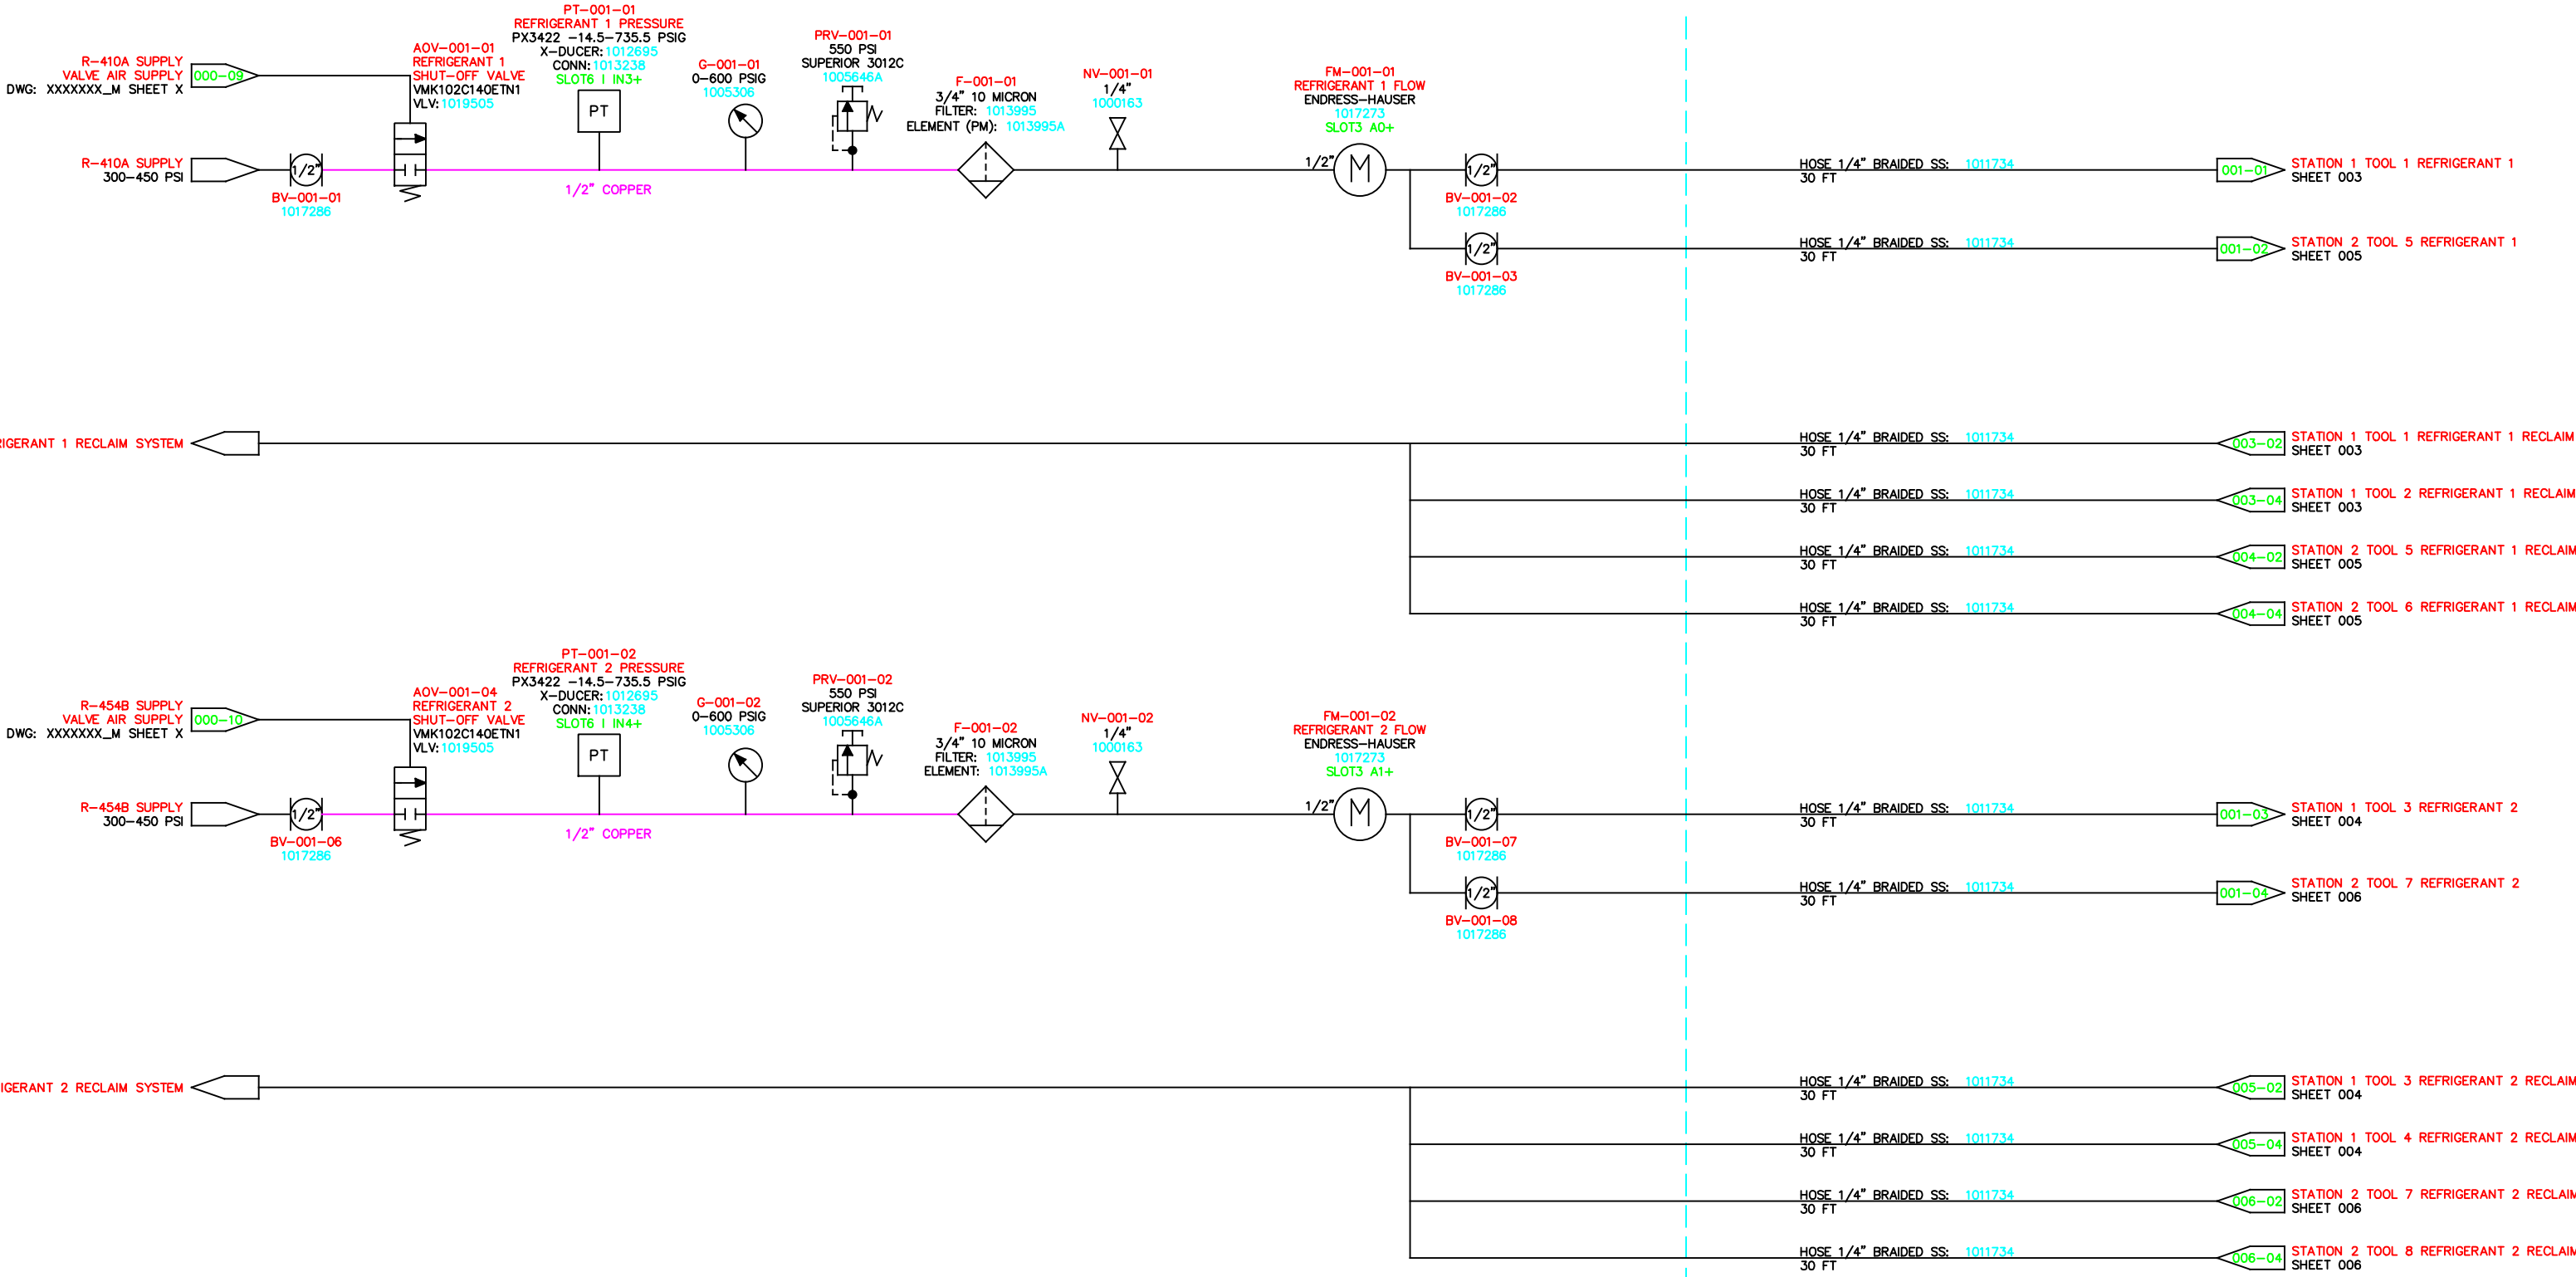 PT-001-01
REFRIGERANT 1 PRESSURE
PX3422 -14.5-735.5 PSIG
X-DUCER: 1012695
CONN: 1013238
SLOT6 I IN3+
PT
AOV-001-01
REFRIGERANT 1
SHUT-OFF VALVE
VMK102C140ETN1
VLV: 1019505
R-410A SUPPLY
VALVE AIR SUPPLY
DWG: XXXXXXX_M SHEET X
000-09
G-001-01
0-600 PSIG
1005306
PRV-001-01
550 PSI
SUPERIOR 3012C
1005646A
F-001-01
3/4" 10 MICRON
FILTER: 1013995
ELEMENT (PM): 1013995A
NV-001-01
1/4"
1000163
FM-001-01
REFRIGERANT 1 FLOW
ENDRESS-HAUSER
1017273
SLOT3 A0+
R-410A SUPPLY
300-450 PSI
1/2"
BV-001-01
1017286
1/2" COPPER
1/2"
M
1/2"
BV-001-02
1017286
HOSE 1/4" BRAIDED SS: 1011734
30 FT
001-01
STATION 1 TOOL 1 REFRIGERANT 1
SHEET 003
1/2"
BV-001-03
1017286
HOSE 1/4" BRAIDED SS: 1011734
30 FT
001-02
STATION 2 TOOL 5 REFRIGERANT 1
SHEET 005
RIGERANT 1 RECLAIM SYSTEM
HOSE 1/4" BRAIDED SS: 1011734
30 FT
003-02
STATION 1 TOOL 1 REFRIGERANT 1 RECLAIM
SHEET 003
HOSE 1/4" BRAIDED SS: 1011734
30 FT
003-04
STATION 1 TOOL 2 REFRIGERANT 1 RECLAIM
SHEET 003
HOSE 1/4" BRAIDED SS: 1011734
30 FT
004-02
STATION 2 TOOL 5 REFRIGERANT 1 RECLAIM
SHEET 005
HOSE 1/4" BRAIDED SS: 1011734
30 FT
004-04
STATION 2 TOOL 6 REFRIGERANT 1 RECLAIM
SHEET 005
PT-001-02
REFRIGERANT 2 PRESSURE
PX3422 -14.5-735.5 PSIG
X-DUCER: 1012695
CONN: 1013238
SLOT6 I IN4+
PT
AOV-001-04
REFRIGERANT 2
SHUT-OFF VALVE
VMK102C140ETN1
VLV: 1019505
R-454B SUPPLY
VALVE AIR SUPPLY
DWG: XXXXXXX_M SHEET X
000-10
G-001-02
0-600 PSIG
1005306
PRV-001-02
550 PSI
SUPERIOR 3012C
1005646A
F-001-02
3/4" 10 MICRON
FILTER: 1013995
ELEMENT: 1013995A
NV-001-02
1/4"
1000163
FM-001-02
REFRIGERANT 2 FLOW
ENDRESS-HAUSER
1017273
SLOT3 A1+
R-454B SUPPLY
300-450 PSI
1/2"
BV-001-06
1017286
1/2" COPPER
1/2"
M
1/2"
BV-001-07
1017286
HOSE 1/4" BRAIDED SS: 1011734
30 FT
001-03
STATION 1 TOOL 3 REFRIGERANT 2
SHEET 004
1/2"
BV-001-08
1017286
HOSE 1/4" BRAIDED SS: 1011734
30 FT
001-04
STATION 2 TOOL 7 REFRIGERANT 2
SHEET 006
IGERANT 2 RECLAIM SYSTEM
HOSE 1/4" BRAIDED SS: 1011734
30 FT
005-02
STATION 1 TOOL 3 REFRIGERANT 2 RECLAIM
SHEET 004
HOSE 1/4" BRAIDED SS: 1011734
30 FT
005-04
STATION 1 TOOL 4 REFRIGERANT 2 RECLAIM
SHEET 004
HOSE 1/4" BRAIDED SS: 1011734
30 FT
006-02
STATION 2 TOOL 7 REFRIGERANT 2 RECLAIM
SHEET 006
HOSE 1/4" BRAIDED SS: 1011734
30 FT
006-04
STATION 2 TOOL 8 REFRIGERANT 2 RECLAIM
SHEET 006